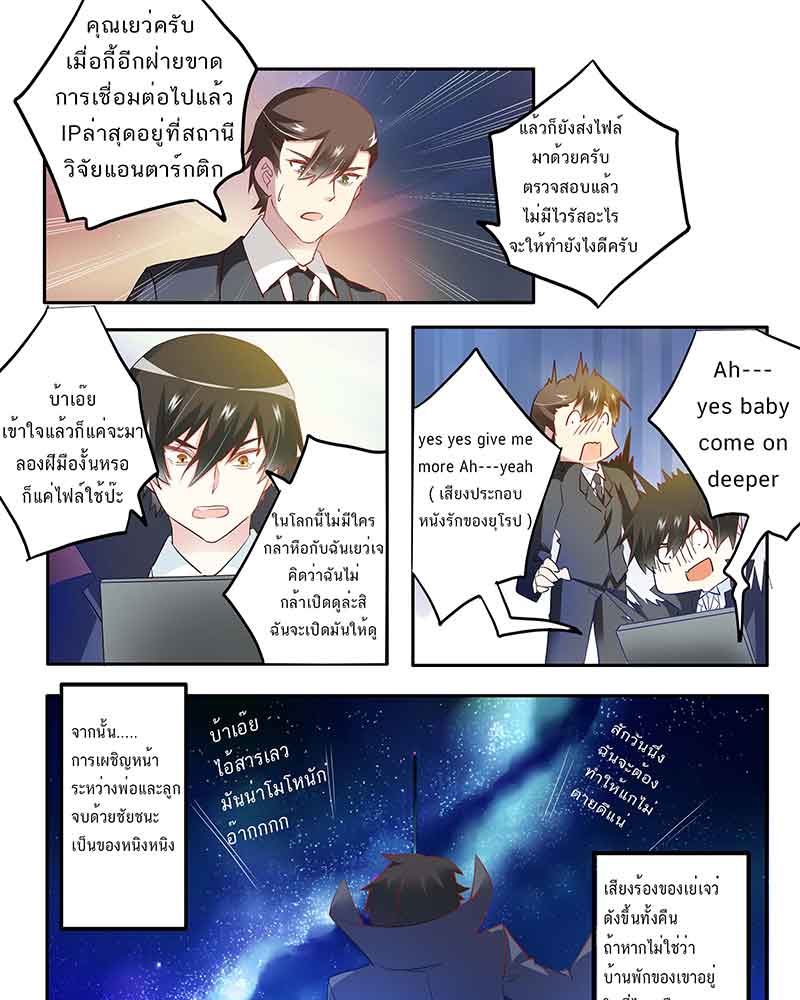 คุณเยว่ครับ
เมื่อกี้อีกฝ่ายขาด
การเชื่อมต่อไปแล้ว
IPล่าสุดอยู่ที่สถานี
วิจัยแอนตาร์กติก
แล้วก็ยังส่งไฟล์
มาด้วยครับ
ตรวจสอบแล้ว
ไม่มีไวรัสอะไร
จะให้ทำยังไงดีครับ
บ้าเอ๊ย
เข้าใจแล้วก็แค่จะมา
ลองฝีมืองั้นหรอ
ก็แค่ไฟล์ใช้ป๊ะ
ในโลกนี้ไม่มีใคร
กล้าหือกับฉันเยว่เจ
คิดว่าฉันไม่
กล้าเปิดดูล่ะสิ
ฉันจะเปิดมันให้ดู
yes yes give me
more Ah---yeah
( เสียงประกอบ
หนังรักของยุโรป )
Ah---
yes baby
come on
deeper
จากนั้น.....
การเผชิญหน้า
ระหว่างพ่อและลูก
จบด้วยชัยชนะ
เป็นของหนิงหนิง
บ้าเอ๊ย
ไอ้สารเลว
มันน่าโมโหนัก
อ๊ากกกก
สักวันนึง
ฉันจะต้อง
ทำให้แกไม่
ตายดีแน่
เสียงร้องของเย่เจว่
ดังขึ้นทั้งคืน
ถ้าหากไม่ใช่ว่า
บ้านพักของเขาอยู่